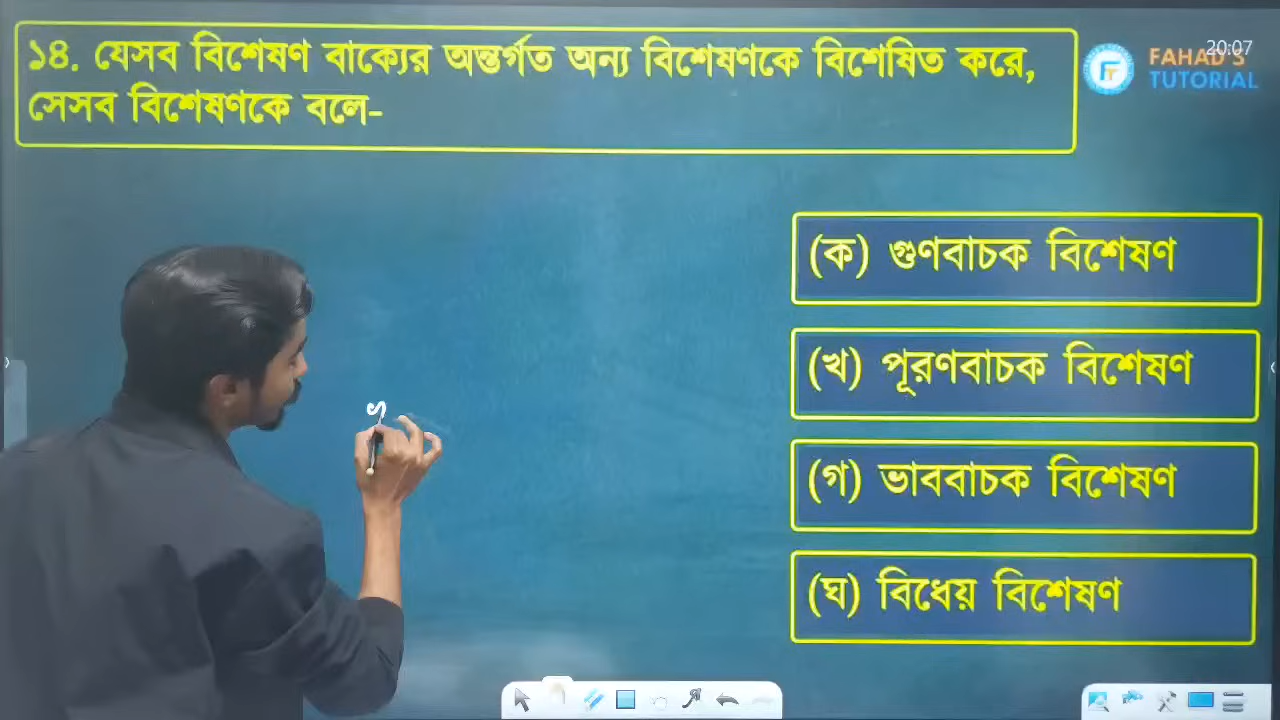 ১৪. যেসব বিশেষণ বাক্যের অন্তর্গত অন্য বিশেষণকে বিশেষিত করে,
সেসব বিশেষণকে বলে-
20:07
FAHAD'S
TUTORIAL
(ক) গুণবাচক বিশেষণ
(খ) পূরণবাচক বিশেষণ
(গ) ভাববাচক বিশেষণ
(ঘ) বিধেয় বিশেষণ